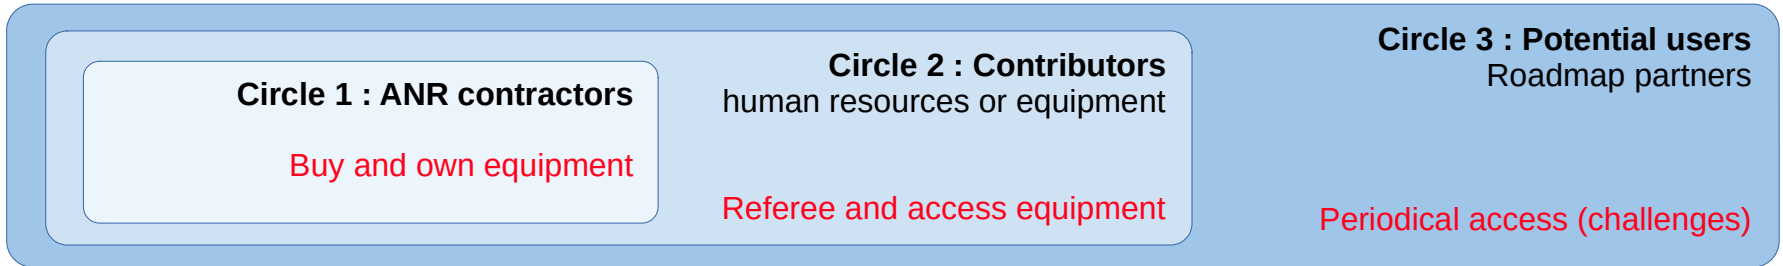 Circle 1 : ANR contractors
Buy and own equipment
Circle 2 : Contributors
human resources or equipment
Referee and access equipment
Circle 3 : Potential users
Roadmap partners
Periodical access (challenges)